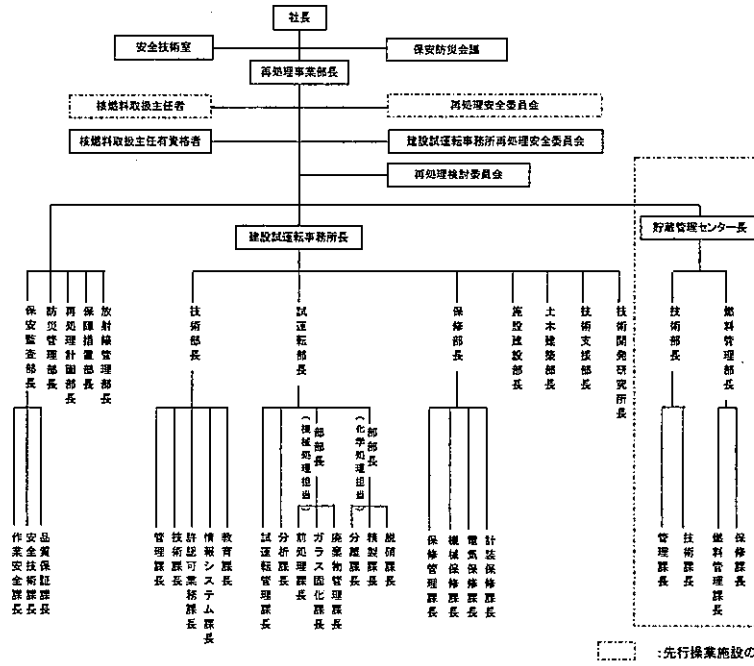 社長
安全技術室
保安防災会議
再処理事業部長
核燃料取扱主任者
再処理安全委員会
核燃料取扱主任有資格者
建設試運転事務所再処理安全委員会
再処理検討委員会
建設試運転事務所長
貯蔵管理センター長
保安監査部長
防災管理部長
再処理計画部長
保障措置部長
放射線管理部長
技術部長
試運転部長
保修部長
施設建設部長
土木建築部長
技術支援部長
技術開発研究所長
技術部長
燃料管理部長
部部長
(機械処理担当)
部部長
(化学処理担当)
作業安全課長
安全技術課長
品質保証課長
管理課長
技術課長
許認可業務課長
情報システム課長
教育課長
試運転管理課長
分析課長
前処理課長
ガラス固化課長
廃棄物管理課長
分離課長
精製課長
脱硝課長
保修管理課長
機械保修課長
電気保修課長
計装保修課長
管理課長
技術課長
燃料管理課長
保修課長
:先行操業施設の